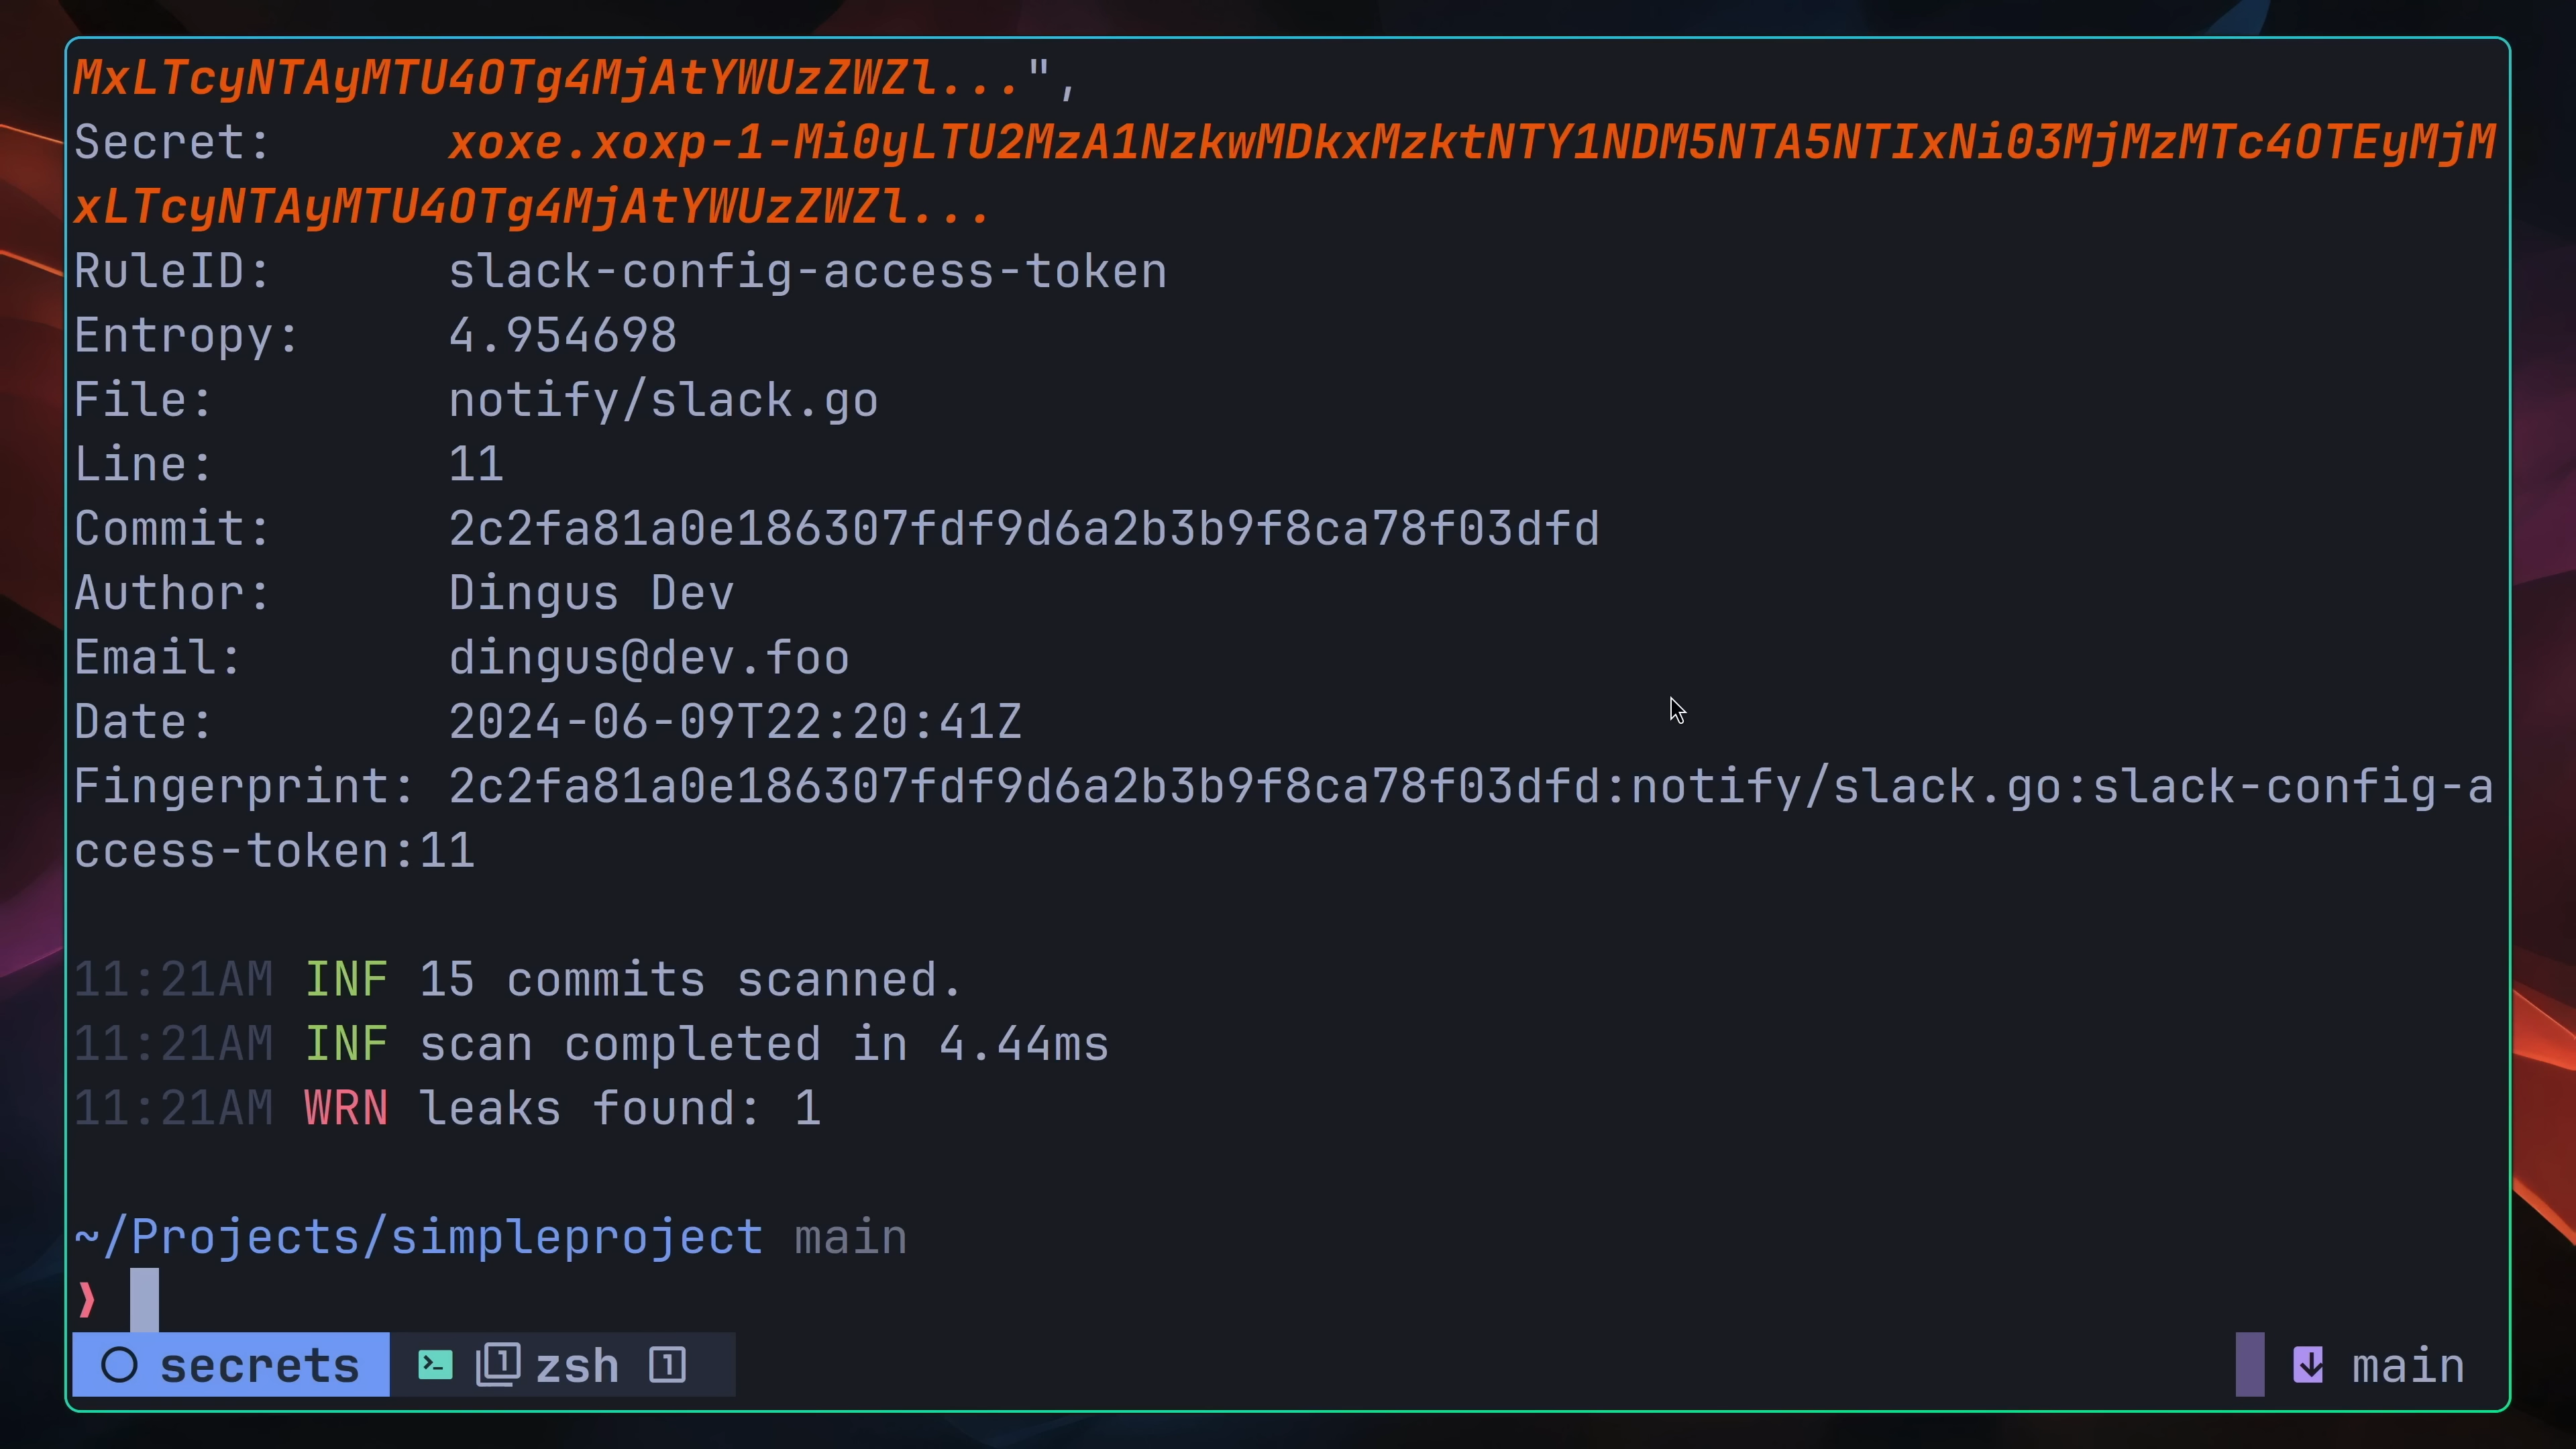 MxLTcyNTAyMTU4OTg4MjAtYWUzZWZl...",
Secret:      xoxe.xoxp-1-Mi0yLTU2MzA1NzkwMDkxMzktNTY1NDM5NTA5NTIxNi03MjMzMTc4OTEyMjM
xLTcyNTAyMTU4OTg4MjAtYWUzZWZl...
RuleID:      slack-config-access-token
Entropy:     4.954698
File:        notify/slack.go
Line:        11
Commit:      2c2fa81a0e186307fdf9d6a2b3b9f8ca78f03dfd
Author:      Dingus Dev
Email:       dingus@dev.foo
Date:        2024-06-09T22:20:41Z
Fingerprint: 2c2fa81a0e186307fdf9d6a2b3b9f8ca78f03dfd:notify/slack.go:slack-config-a
ccess-token:11
11:21AM INF 15 commits scanned.
11:21AM INF scan completed in 4.44ms
11:21AM WRN leaks found: 1
~/Projects/simpleproject main
❯
secrets 1 zsh 1 main